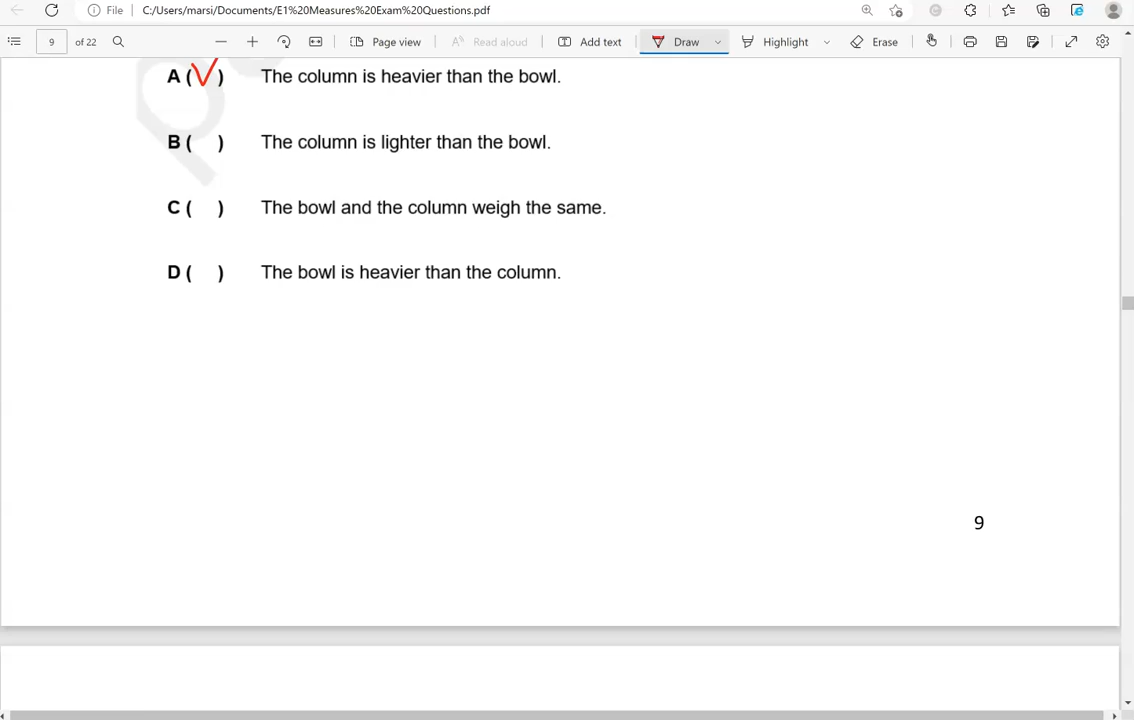 File C:/Users/marsi/Documents/E1%20Measures%20Exam%20Questions.pdf
9 of 22 Page view Read aloud Add text Draw Highlight Erase
A (√) The column is heavier than the bowl.
B ( ) The column is lighter than the bowl.
C ( ) The bowl and the column weigh the same.
D ( ) The bowl is heavier than the column.
9